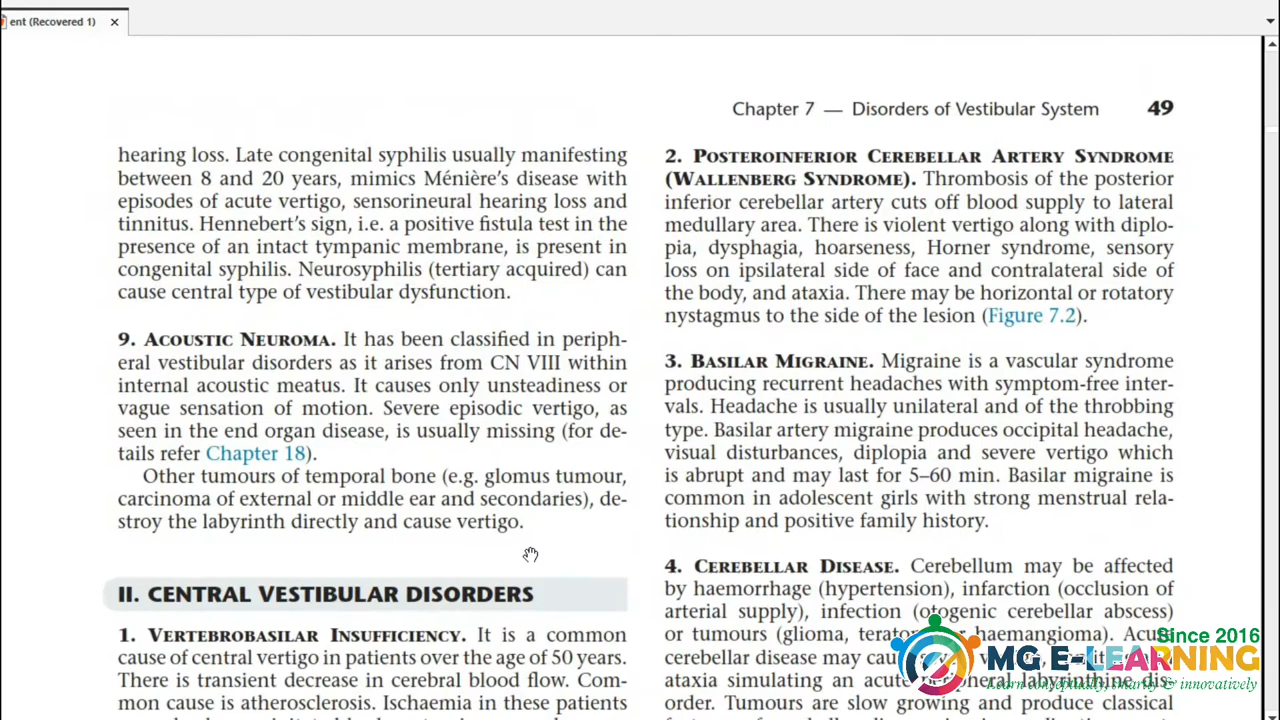 ent (Recovered 1)
Chapter 7 — Disorders of Vestibular System 49
hearing loss. Late congenital syphilis usually manifesting
between 8 and 20 years, mimics Ménière's disease with
episodes of acute vertigo, sensorineural hearing loss and
tinnitus. Hennebert's sign, i.e. a positive fistula test in the
presence of an intact tympanic membrane, is present in
congenital syphilis. Neurosyphilis (tertiary acquired) can
cause central type of vestibular dysfunction.
9. ACOUSTIC NEUROMA. It has been classified in periph-
eral vestibular disorders as it arises from CN VIII within
internal acoustic meatus. It causes only unsteadiness or
vague sensation of motion. Severe episodic vertigo, as
seen in the end organ disease, is usually missing (for de-
tails refer Chapter 18).
Other tumours of temporal bone (e.g. glomus tumour,
carcinoma of external or middle ear and secondaries), de-
stroy the labyrinth directly and cause vertigo.
II. CENTRAL VESTIBULAR DISORDERS
1. VERTEBROBASILAR INSUFFICIENCY. It is a common
cause of central vertigo in patients over the age of 50 years.
There is transient decrease in cerebral blood flow. Com-
mon cause is atherosclerosis. Ischaemia in these patients
2. POSTEROINFERIOR CEREBELLAR ARTERY SYNDROME
(WALLENBERG SYNDROME). Thrombosis of the posterior
inferior cerebellar artery cuts off blood supply to lateral
medullary area. There is violent vertigo along with diplo-
pia, dysphagia, hoarseness, Horner syndrome, sensory
loss on ipsilateral side of face and contralateral side of
the body, and ataxia. There may be horizontal or rotatory
nystagmus to the side of the lesion (Figure 7.2).
3. BASILAR MIGRAINE. Migraine is a vascular syndrome
producing recurrent headaches with symptom-free inter-
vals. Headache is usually unilateral and of the throbbing
type. Basilar artery migraine produces occipital headache,
visual disturbances, diplopia and severe vertigo which
is abrupt and may last for 5–60 min. Basilar migraine is
common in adolescent girls with strong menstrual rela-
tionship and positive family history.
4. CEREBELLAR DISEASE. Cerebellum may be affected
by haemorrhage (hypertension), infarction (occlusion of
arterial supply), infection (otogenic cerebellar abscess)
or tumours (glioma, haemangioma). Acute
cerebellar disease may
ataxia simulating an acute peripheral labyrinthine dis-
order. Tumours are slow growing and produce classical
Since 2016
MG E-LEARNING
Learn conceptually, smartly & innovatively